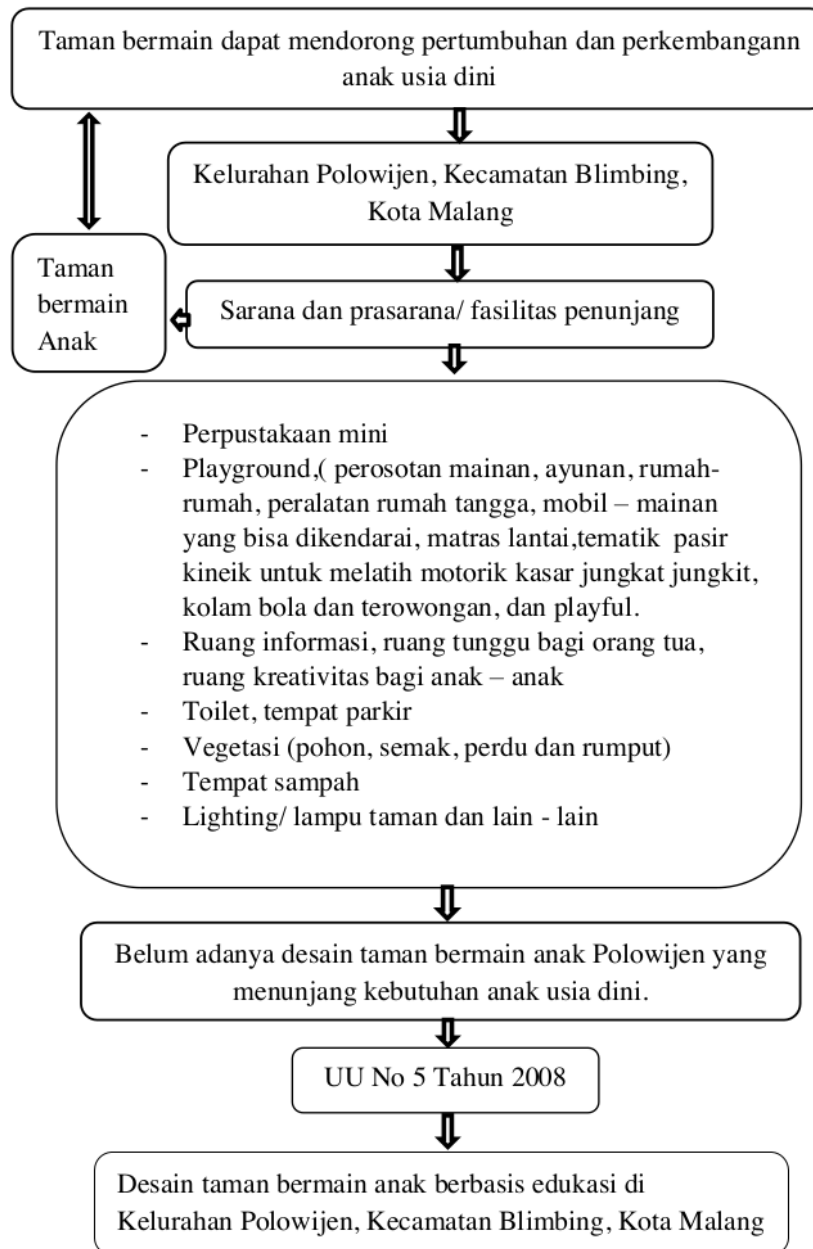 Taman bermain dapat mendorong pertumbuhan dan perkembangann
anak usia dini
Kelurahan Polowijen, Kecamatan Blimbing,
Kota Malang
Taman
bermain
Anak
Sarana dan prasarana/ fasilitas penunjang
- Perpustakaan mini
- Playground,( perosotan mainan, ayunan, rumah-
rumah, peralatan rumah tangga, mobil – mainan
yang bisa dikendarai, matras lantai,tematik pasir
kineik untuk melatih motorik kasar jungkat jungkit,
kolam bola dan terowongan, dan playful.
- Ruang informasi, ruang tunggu bagi orang tua,
ruang kreativitas bagi anak – anak
- Toilet, tempat parkir
- Vegetasi (pohon, semak, perdu dan rumput)
- Tempat sampah
- Lighting/ lampu taman dan lain - lain
Belum adanya desain taman bermain anak Polowijen yang
menunjang kebutuhan anak usia dini.
UU No 5 Tahun 2008
Desain taman bermain anak berbasis edukasi di
Kelurahan Polowijen, Kecamatan Blimbing, Kota Malang